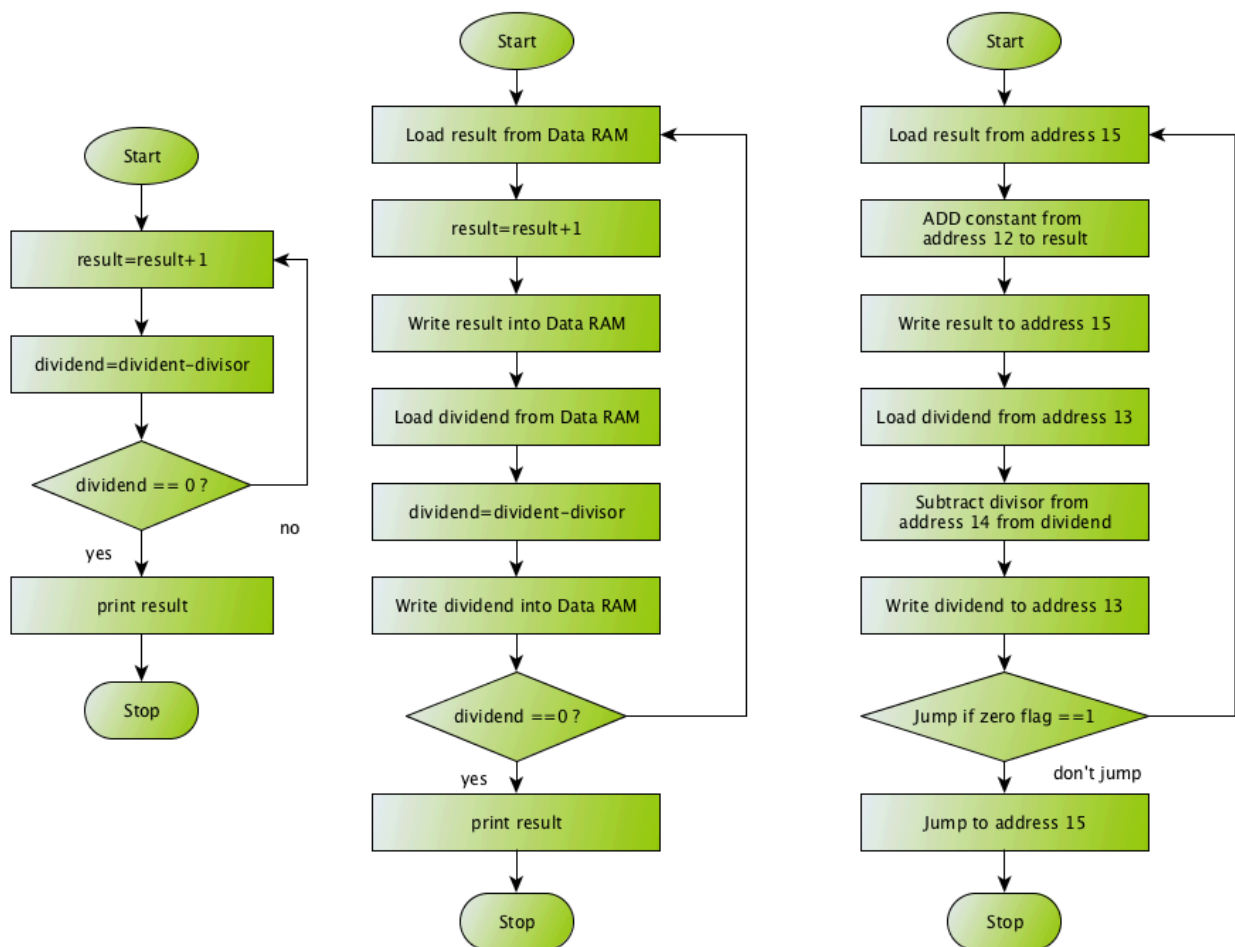 Start
result=result+1
dividend=divident-divisor
dividend == 0 ?
no
yes
print result
Stop
Start
Load result from Data RAM
result=result+1
Write result into Data RAM
Load dividend from Data RAM
dividend=divident-divisor
Write dividend into Data RAM
dividend ==0 ?
yes
print result
Stop
Start
Load result from address 15
ADD constant from
address 12 to result
Write result to address 15
Load dividend from address 13
Subtract divisor from
address 14 from dividend
Write dividend to address 13
Jump if zero flag ==1
don't jump
Jump to address 15
Stop